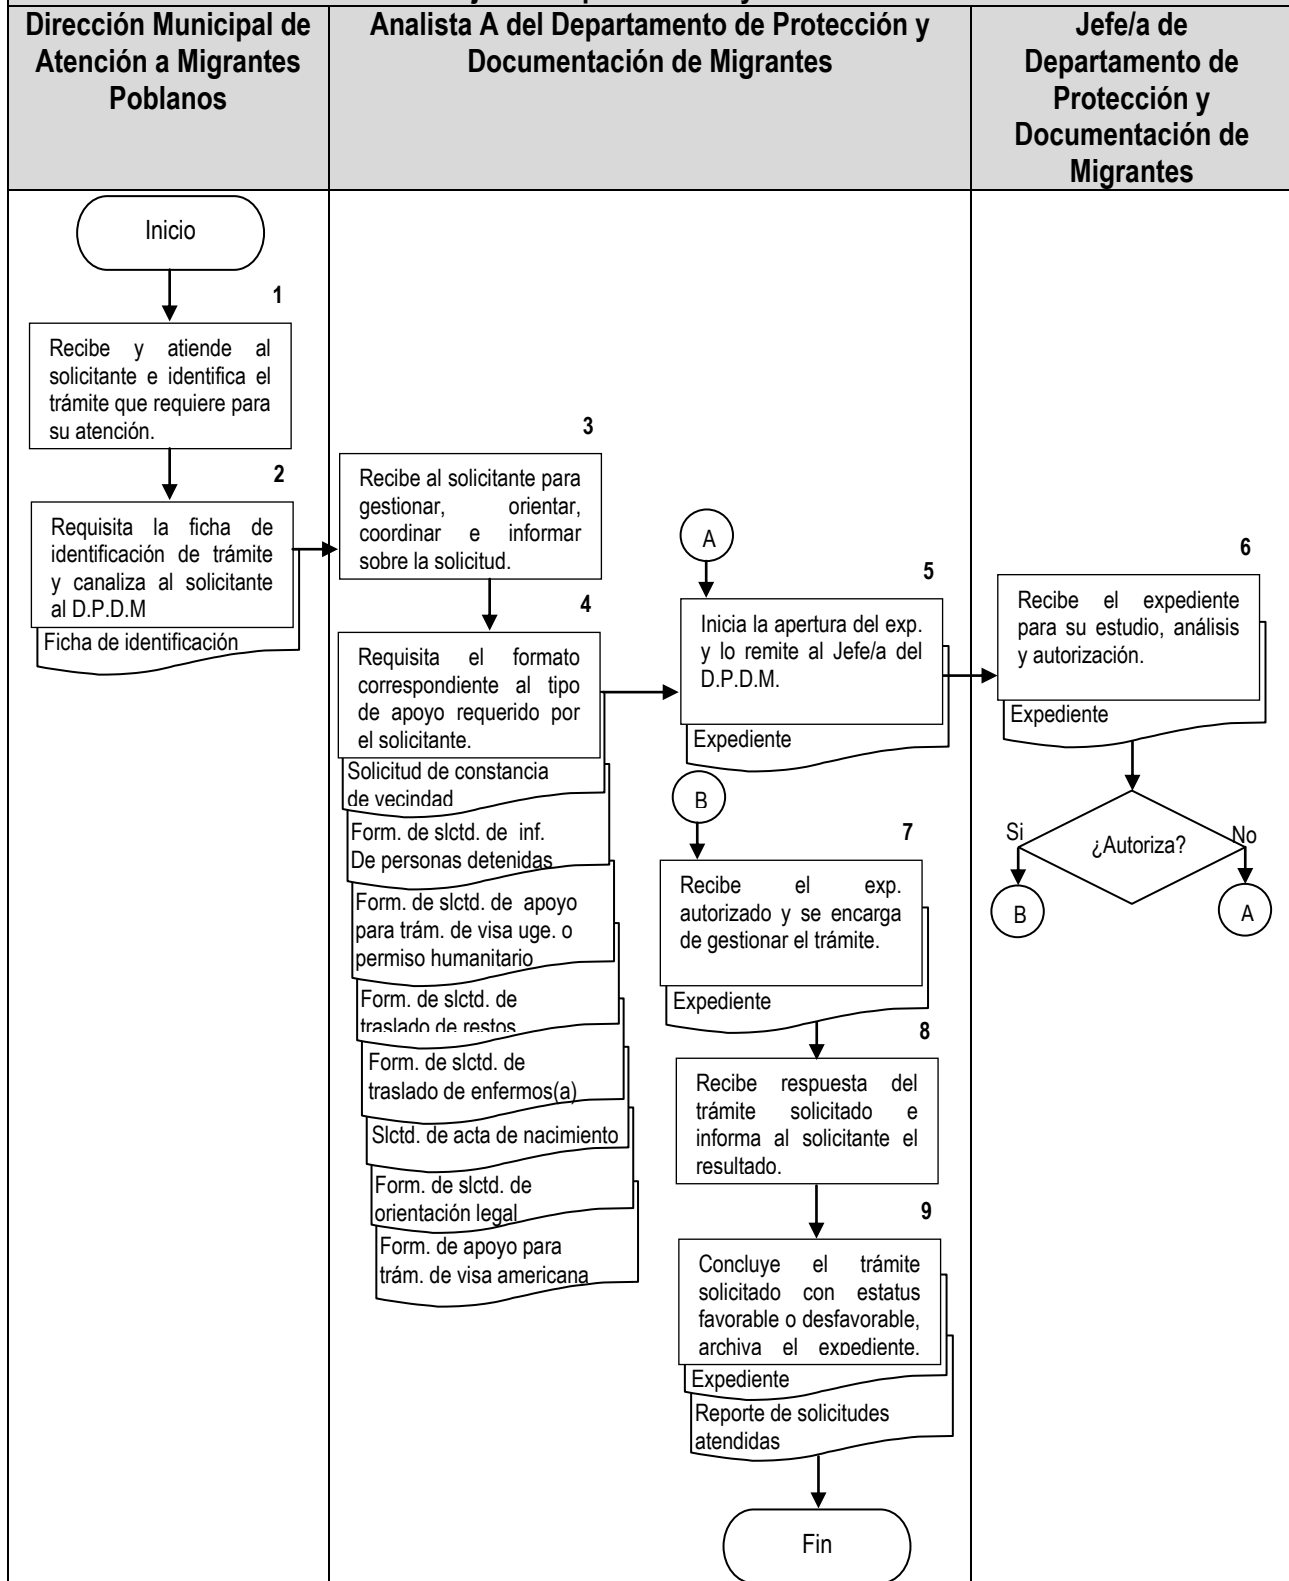 Dirección Municipal de
Atención a Migrantes
Poblanos
Analista A del Departamento de Protección y
Documentación de Migrantes
Jefe/a de
Departamento de
Protección y
Documentación de
Migrantes
Inicio
1
Recibe y atiende al
solicitante e identifica el
trámite que requiere para
su atención.
2
Requisita la ficha de
identificación de trámite
y canaliza al solicitante
al D.P.D.M
Ficha de identificación
3
Recibe al solicitante para
gestionar, orientar,
coordinar e informar
sobre la solicitud.
4
Requisita el formato
correspondiente al tipo
de apoyo requerido por
el solicitante.
Solicitud de constancia
de vecindad
Form. de slctd. de inf.
De personas detenidas
Form. de slctd. de apoyo
para trám. de visa uge. o
permiso humanitario
Form. de slctd. de
traslado de restos
Form. de slctd. de
traslado de enfermos(a)
Slctd. de acta de nacimiento
Form. de slctd. de
orientación legal
Form. de apoyo para
trám. de visa americana
A
5
Inicia la apertura del exp.
y lo remite al Jefe/a del
D.P.D.M.
Expediente
B
7
Recibe el exp.
autorizado y se encarga
de gestionar el trámite.
Expediente
8
Recibe respuesta del
trámite solicitado e
informa al solicitante el
resultado.
9
Concluye el trámite
solicitado con estatus
favorable o desfavorable,
archiva el expediente.
Expediente
Reporte de solicitudes
atendidas
Fin
6
Recibe el expediente
para su estudio, análisis
y autorización.
Expediente
¿Autoriza?
Si
No
B
A